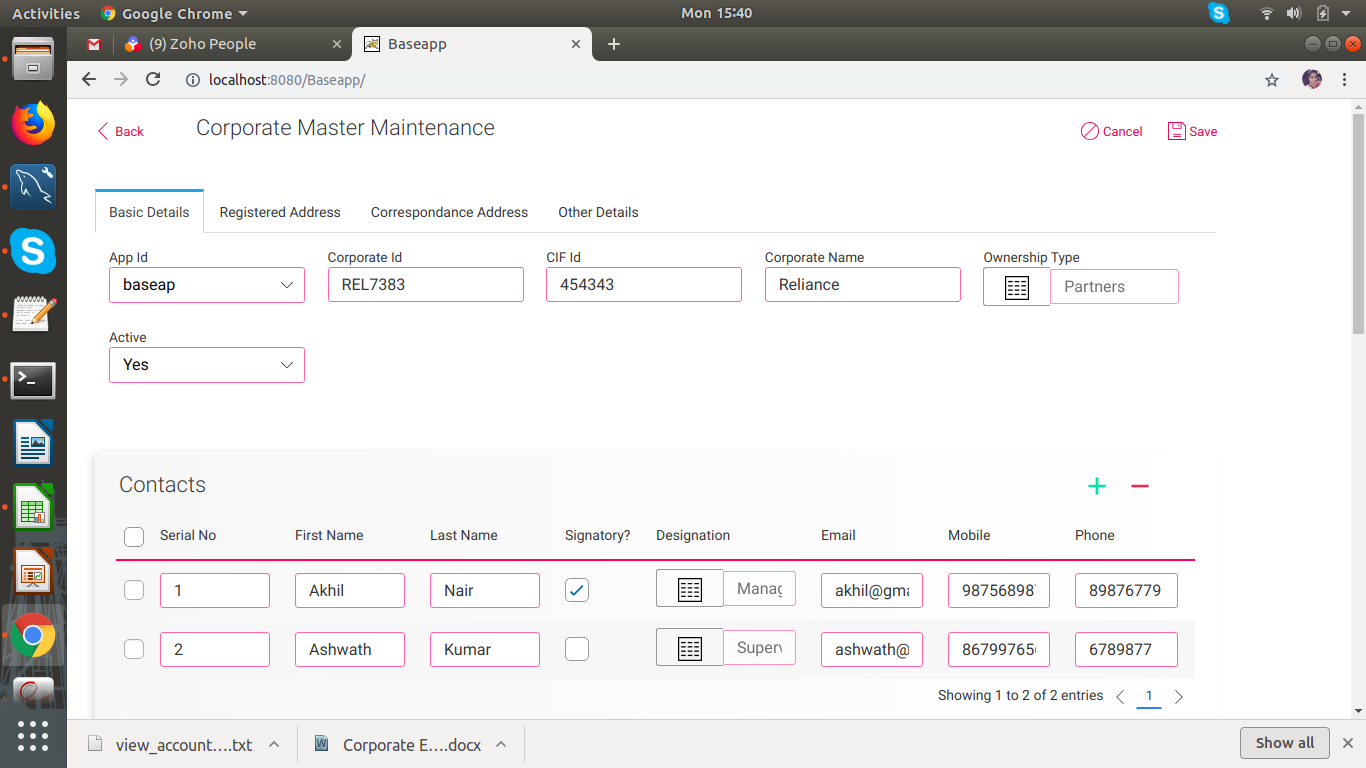 Activities Google Chrome Mon 15:40
(9) Zoho People Baseapp
localhost:8080/Baseapp/
Back Corporate Master Maintenance Cancel Save
Basic Details Registered Address Correspondance Address Other Details
App Id Corporate Id CIF Id Corporate Name Ownership Type
baseap REL7383 454343 Reliance Partners
Active
Yes
Contacts
Serial No First Name Last Name Signatory? Designation Email Mobile Phone
1 Akhil Nair Manag akhil@gma 987568987 89876779
2 Ashwath Kumar Superv ashwath@ 867997656 6789877
Showing 1 to 2 of 2 entries 1
view_account….txt Corporate E….docx Show all